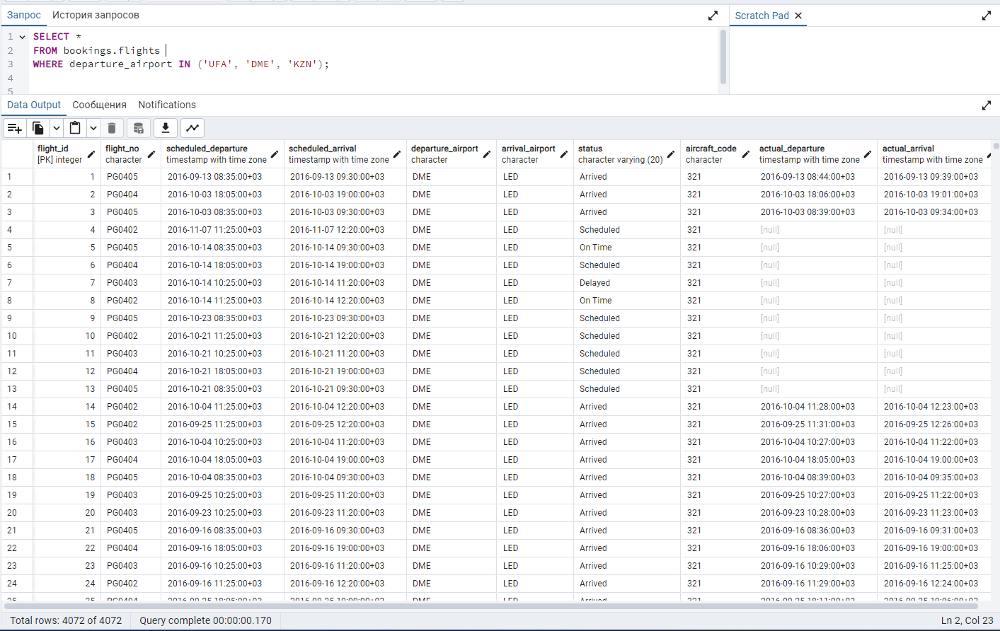 Запрос История запросов Scratch Pad
1 SELECT *
2 FROM bookings.flights
3 WHERE departure_airport IN ('UFA', 'DME', 'KZN');
4
5
Data Output Сообщения Notifications
flight_id flight_no scheduled_departure scheduled_arrival departure_airport arrival_airport status aircraft_code actual_departure actual_arrival
[PK] integer character timestamp with time zone timestamp with time zone character character character varying (20) character timestamp with time zone timestamp with time zone
1 1 PG0405 2016-09-13 08:35:00+03 2016-09-13 09:30:00+03 DME LED Arrived 321 2016-09-13 08:44:00+03 2016-09-13 09:39:00+03
2 2 PG0404 2016-10-03 18:05:00+03 2016-10-03 19:00:00+03 DME LED Arrived 321 2016-10-03 18:06:00+03 2016-10-03 19:01:00+03
3 3 PG0405 2016-10-03 08:35:00+03 2016-10-03 09:30:00+03 DME LED Arrived 321 2016-10-03 08:39:00+03 2016-10-03 09:34:00+03
4 4 PG0402 2016-11-07 11:25:00+03 2016-11-07 12:20:00+03 DME LED Scheduled 321 [null] [null]
5 5 PG0405 2016-10-14 08:35:00+03 2016-10-14 09:30:00+03 DME LED On Time 321 [null] [null]
6 6 PG0404 2016-10-14 18:05:00+03 2016-10-14 19:00:00+03 DME LED Scheduled 321 [null] [null]
7 7 PG0403 2016-10-14 10:25:00+03 2016-10-14 11:20:00+03 DME LED Delayed 321 [null] [null]
8 8 PG0402 2016-10-14 11:25:00+03 2016-10-14 12:20:00+03 DME LED On Time 321 [null] [null]
9 9 PG0405 2016-10-23 08:35:00+03 2016-10-23 09:30:00+03 DME LED Scheduled 321 [null] [null]
10 10 PG0402 2016-10-21 11:25:00+03 2016-10-21 12:20:00+03 DME LED Scheduled 321 [null] [null]
11 11 PG0403 2016-10-21 10:25:00+03 2016-10-21 11:20:00+03 DME LED Scheduled 321 [null] [null]
12 12 PG0404 2016-10-21 18:05:00+03 2016-10-21 19:00:00+03 DME LED Scheduled 321 [null] [null]
13 13 PG0405 2016-10-21 08:35:00+03 2016-10-21 09:30:00+03 DME LED Scheduled 321 [null] [null]
14 14 PG0402 2016-10-04 11:25:00+03 2016-10-04 12:20:00+03 DME LED Arrived 321 2016-10-04 11:28:00+03 2016-10-04 12:23:00+03
15 15 PG0402 2016-09-25 11:25:00+03 2016-09-25 12:20:00+03 DME LED Arrived 321 2016-09-25 11:31:00+03 2016-09-25 12:26:00+03
16 16 PG0403 2016-10-04 10:25:00+03 2016-10-04 11:20:00+03 DME LED Arrived 321 2016-10-04 10:27:00+03 2016-10-04 11:22:00+03
17 17 PG0404 2016-10-04 18:05:00+03 2016-10-04 19:00:00+03 DME LED Arrived 321 2016-10-04 18:05:00+03 2016-10-04 19:00:00+03
18 18 PG0405 2016-10-04 08:35:00+03 2016-10-04 09:30:00+03 DME LED Arrived 321 2016-10-04 08:39:00+03 2016-10-04 09:35:00+03
19 19 PG0403 2016-09-25 10:25:00+03 2016-09-25 11:20:00+03 DME LED Arrived 321 2016-09-25 10:27:00+03 2016-09-25 11:22:00+03
20 20 PG0403 2016-09-23 10:25:00+03 2016-09-23 11:20:00+03 DME LED Arrived 321 2016-09-23 10:28:00+03 2016-09-23 11:23:00+03
21 21 PG0405 2016-09-16 08:35:00+03 2016-09-16 09:30:00+03 DME LED Arrived 321 2016-09-16 08:36:00+03 2016-09-16 09:31:00+03
22 22 PG0404 2016-09-16 18:05:00+03 2016-09-16 19:00:00+03 DME LED Arrived 321 2016-09-16 18:06:00+03 2016-09-16 19:00:00+03
23 23 PG0403 2016-09-16 10:25:00+03 2016-09-16 11:20:00+03 DME LED Arrived 321 2016-09-16 10:29:00+03 2016-09-16 11:25:00+03
24 24 PG0402 2016-09-16 11:25:00+03 2016-09-16 12:20:00+03 DME LED Arrived 321 2016-09-16 11:29:00+03 2016-09-16 12:24:00+03
Total rows: 4072 of 4072 Query complete 00:00:00.170 Ln 2, Col 23